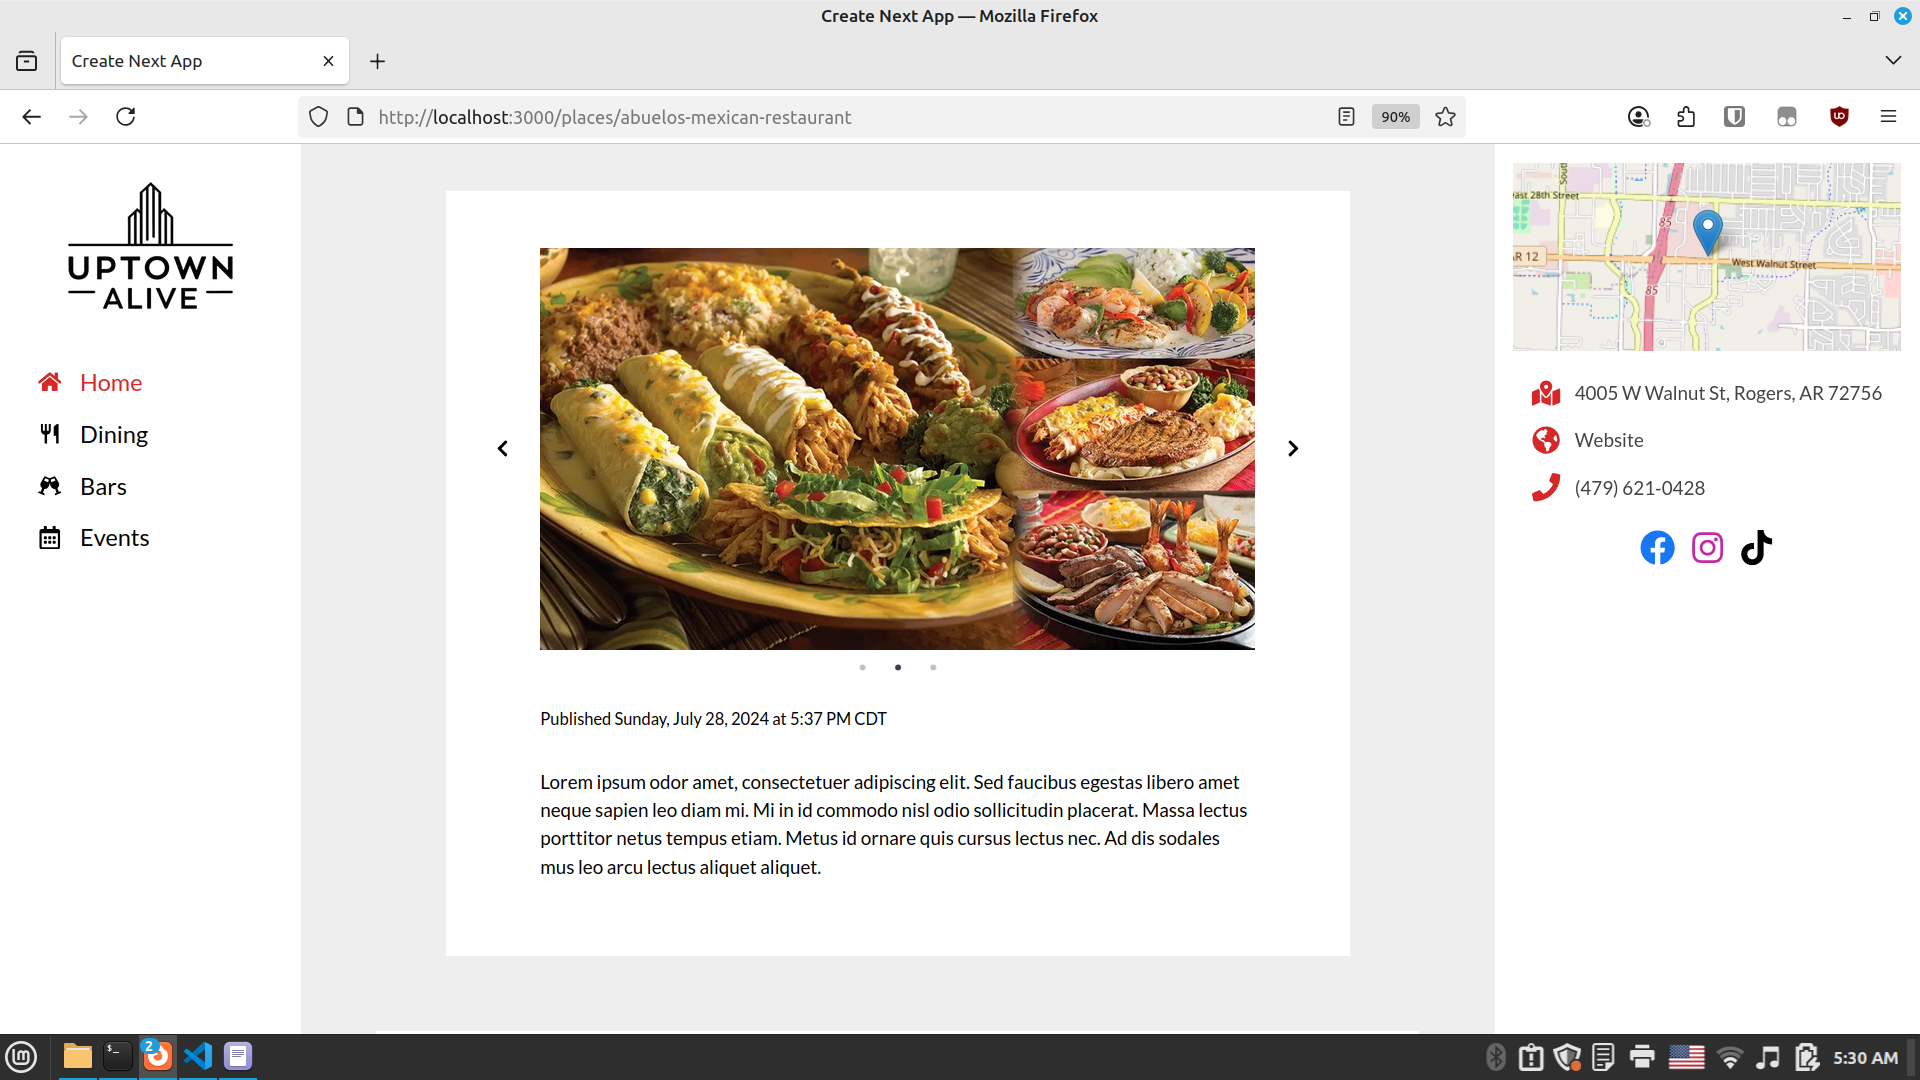 Create Next App — Mozilla Firefox
Create Next App
http://localhost:3000/places/abuelos-mexican-restaurant
90%
UPTOWN
ALIVE
Home
Dining
Bars
Events
Published Sunday, July 28, 2024 at 5:37 PM CDT
Lorem ipsum odor amet, consectetuer adipiscing elit. Sed faucibus egestas libero amet
neque sapien leo diam mi. Mi in id commodo nisl odio sollicitudin placerat. Massa lectus
porttitor netus tempus etiam. Metus id ornare quis cursus lectus nec. Ad dis sodales
mus leo arcu lectus aliquet aliquet.
East 28th Street
85
AR 12
West Walnut Street
85
4005 W Walnut St, Rogers, AR 72756
Website
(479) 621-0428
2
5:30 AM